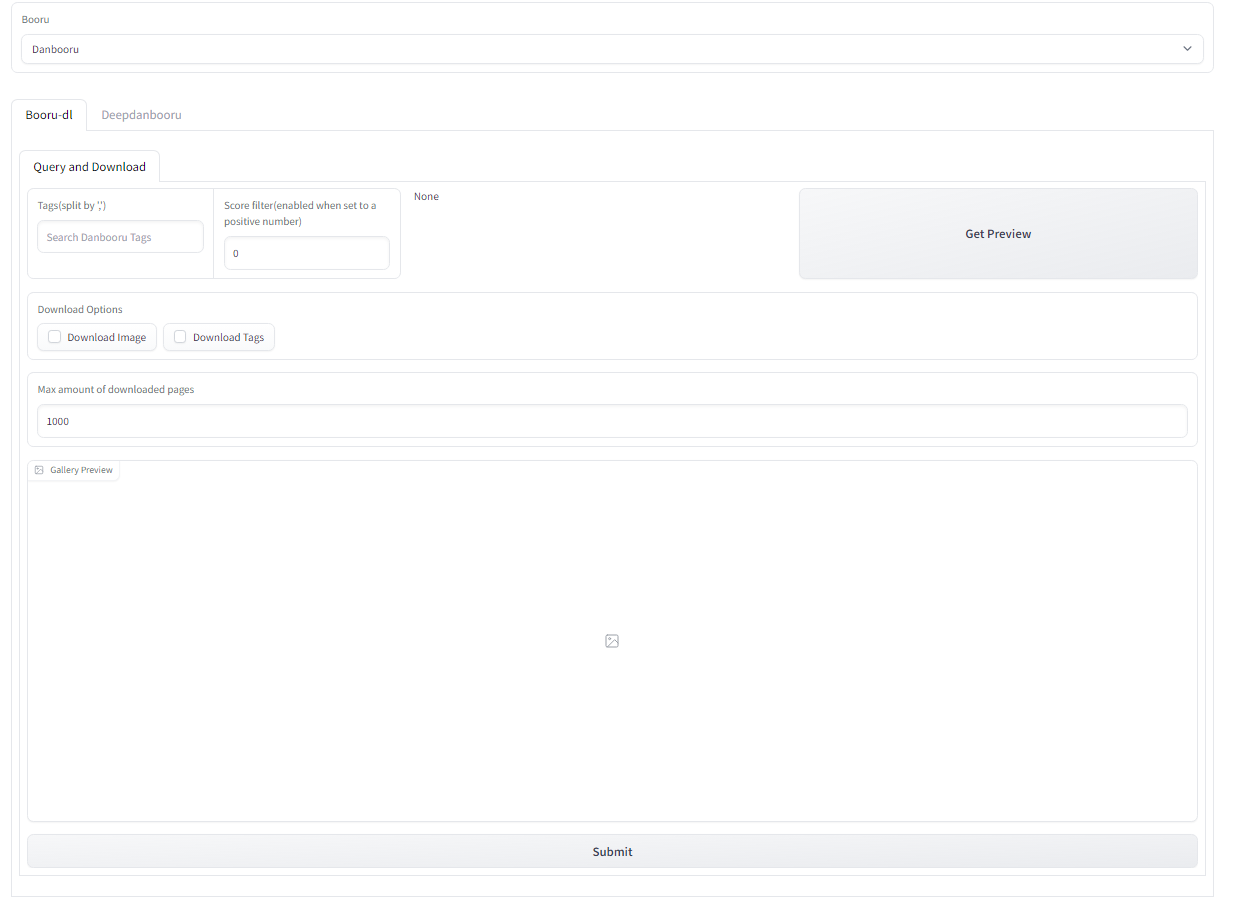 Booru
Danbooru
Booru-dl
Deepdanbooru
Query and Download
Tags(split by ',')
Search Danbooru Tags
Score filter(enabled when set to a
positive number)
0
None
Get Preview
Download Options
Download Image
Download Tags
Max amount of downloaded pages
1000
Gallery Preview
Submit